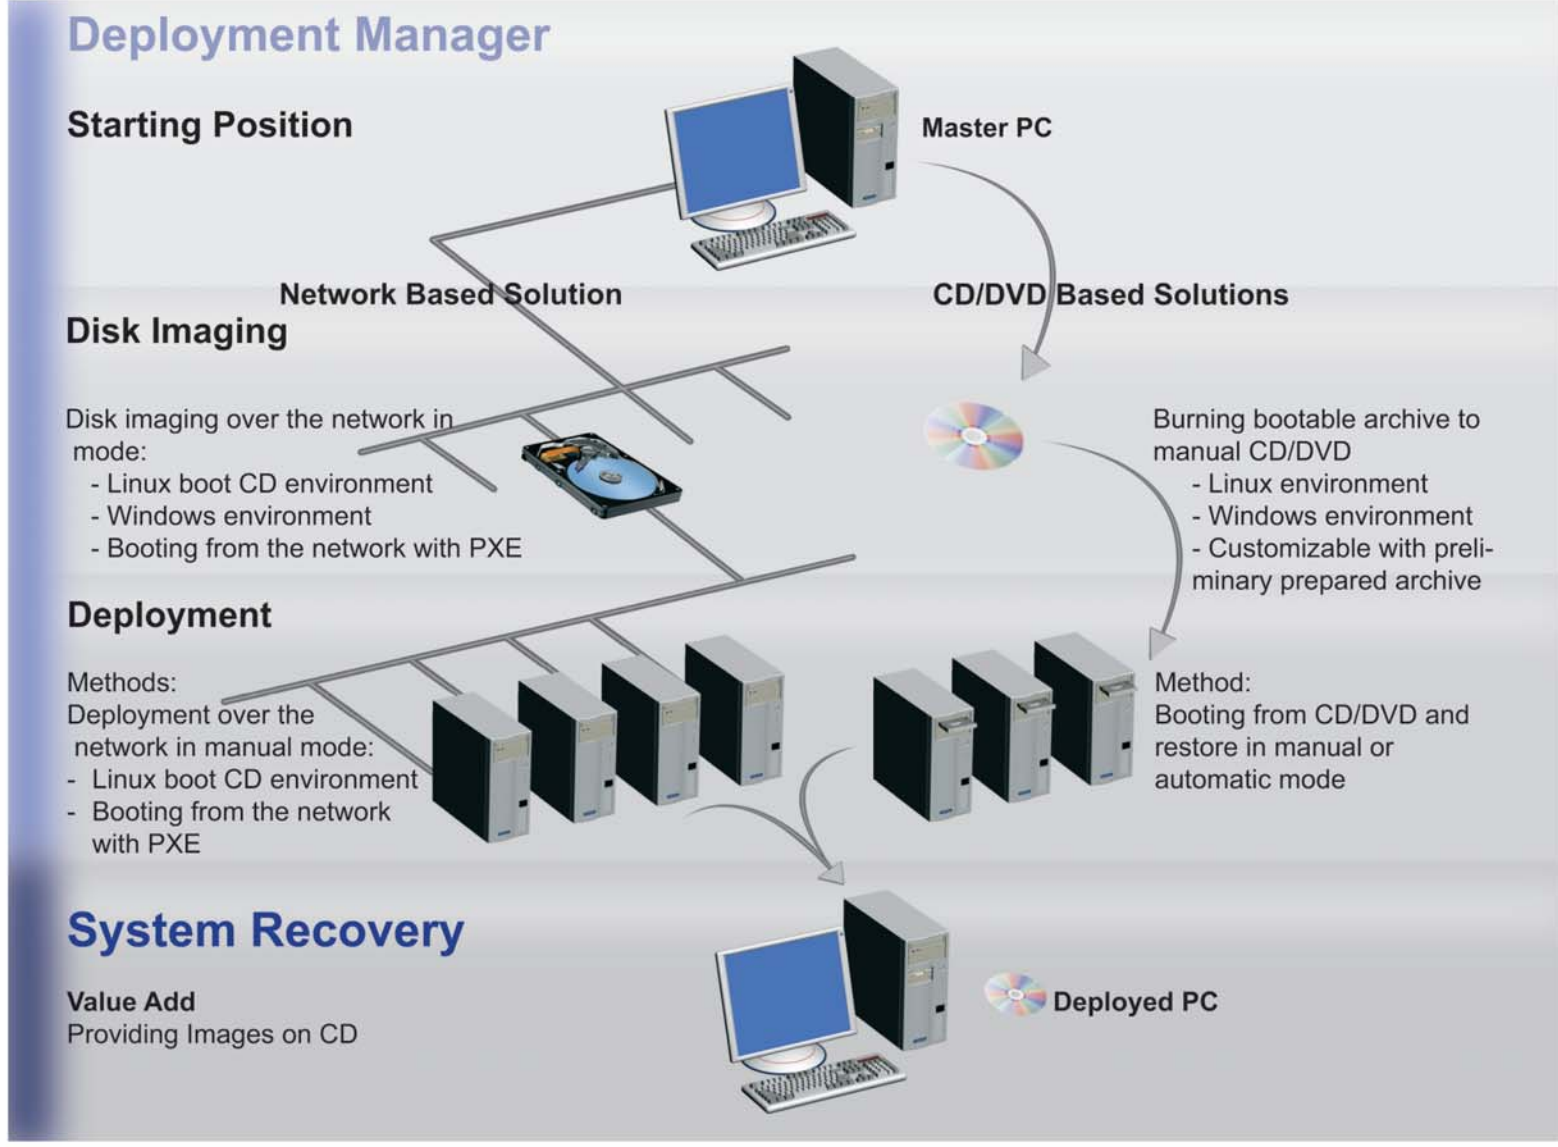 Deployment Manager
Starting Position
Master PC
Network Based Solution
CD/DVD Based Solutions
Disk Imaging
Disk imaging over the network in
mode:
- Linux boot CD environment
- Windows environment
- Booting from the network with PXE
Burning bootable archive to
manual CD/DVD
- Linux environment
- Windows environment
- Customizable with preli-
minary prepared archive
Deployment
Methods:
Deployment over the
network in manual mode:
- Linux boot CD environment
- Booting from the network
with PXE
Method:
Booting from CD/DVD and
restore in manual or
automatic mode
System Recovery
Value Add
Providing Images on CD
Deployed PC